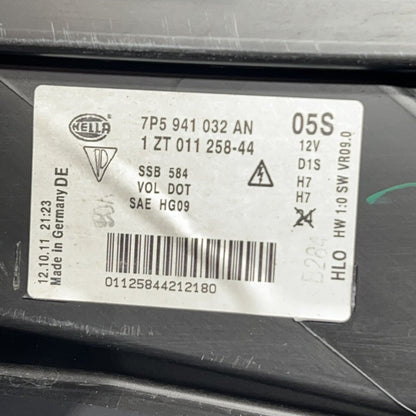 HELLA
7P5 941 032 AN
1 ZT 011 258-44
05S
12V
D1S
H7
H7
24
SSB 584
VOL DOT
SAE HG09
01125844212180
12.10.11 21:23
Made in Germany DE
HLO HW 1:0 SW VR09.0